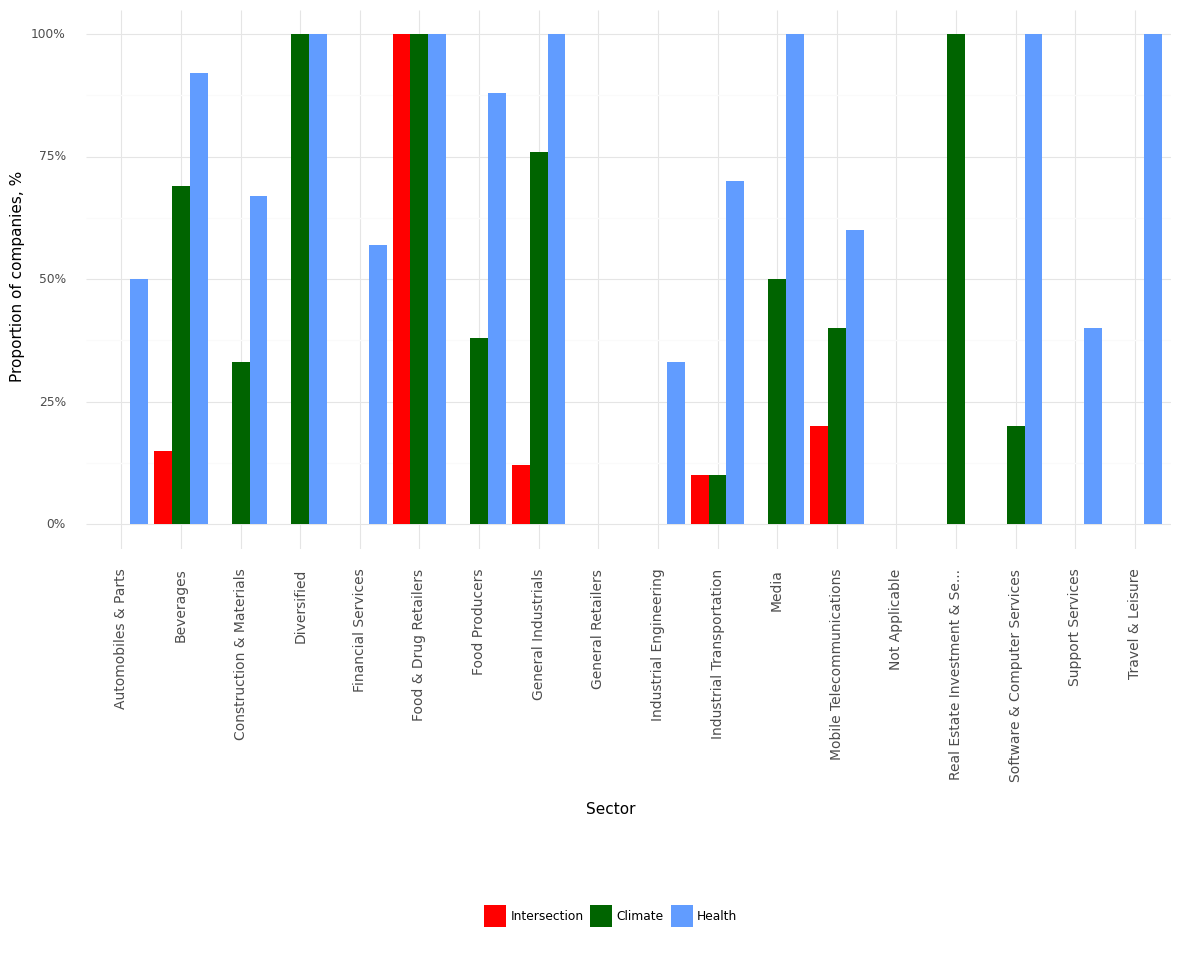 Proportion of companies, %
100%
75%
50%
25%
0%
Automobiles & Parts
Beverages
Construction & Materials
Diversified
Financial Services
Food & Drug Retailers
Food Producers
General Industrials
General Retailers
Industrial Engineering
Industrial Transportation
Media
Mobile Telecommunications
Not Applicable
Real Estate Investment & Se...
Software & Computer Services
Support Services
Travel & Leisure
Sector
Intersection Climate Health